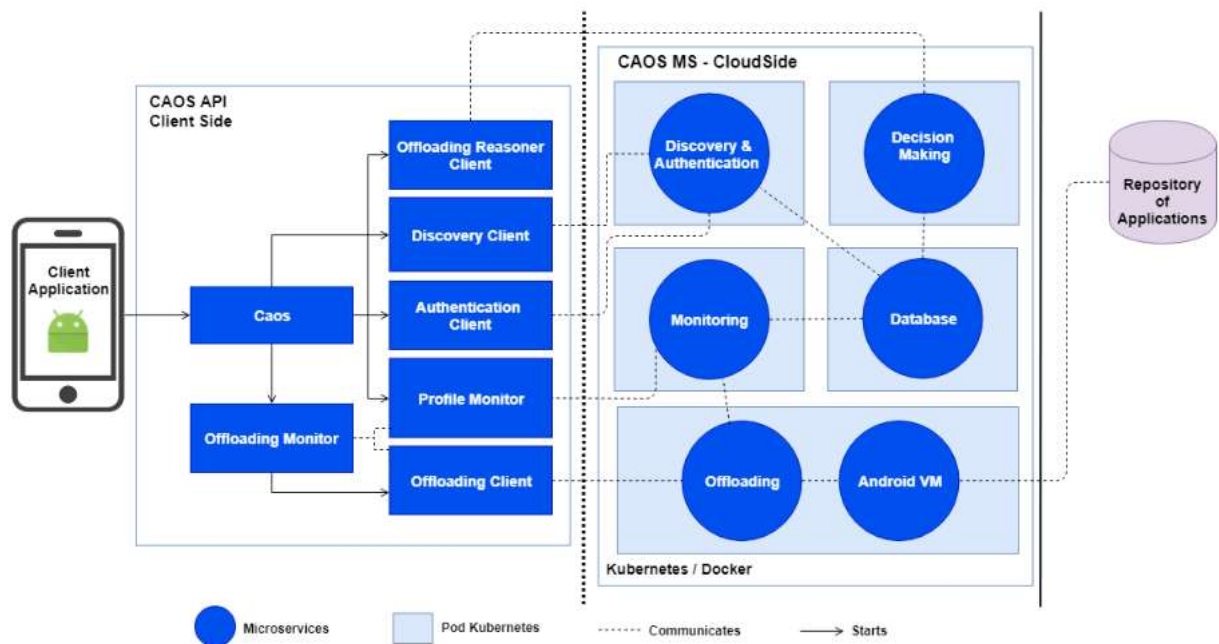 CAOS API
Client Side
Client
Application
Caos
Offloading Monitor
Offloading Reasoner
Client
Discovery Client
Authentication
Client
Profile Monitor
Offloading Client
CAOS MS - CloudSide
Discovery &
Authentication
Decision
Making
Monitoring
Database
Offloading
Android VM
Kubernetes / Docker
Repository
of
Applications
Microservices
Pod Kubernetes
Communicates
Starts